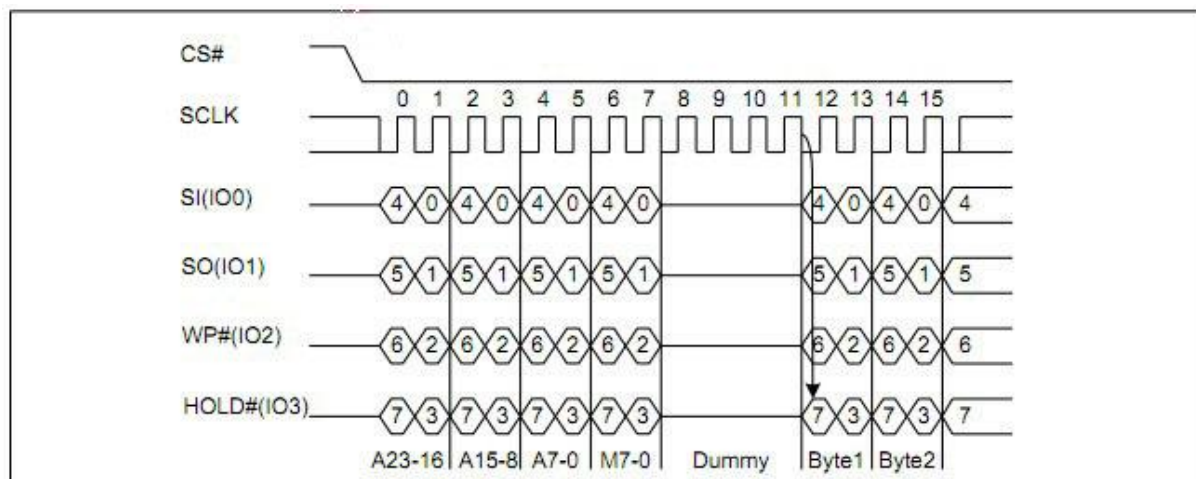 CS#
0 1 2 3 4 5 6 7 8 9 10 11 12 13 14 15
SCLK
SI(IO0) 4 0 4 0 4 0 4 0 4 0 4 0 4
SO(IO1) 5 1 5 1 5 1 5 1 5 1 5 1 5
WP#(IO2) 6 2 6 2 6 2 6 2 6 2 6 2 6
HOLD#(IO3) 7 3 7 3 7 3 7 3 7 3 7 3 7
A23-16 A15-8 A7-0 M7-0 Dummy Byte1 Byte2